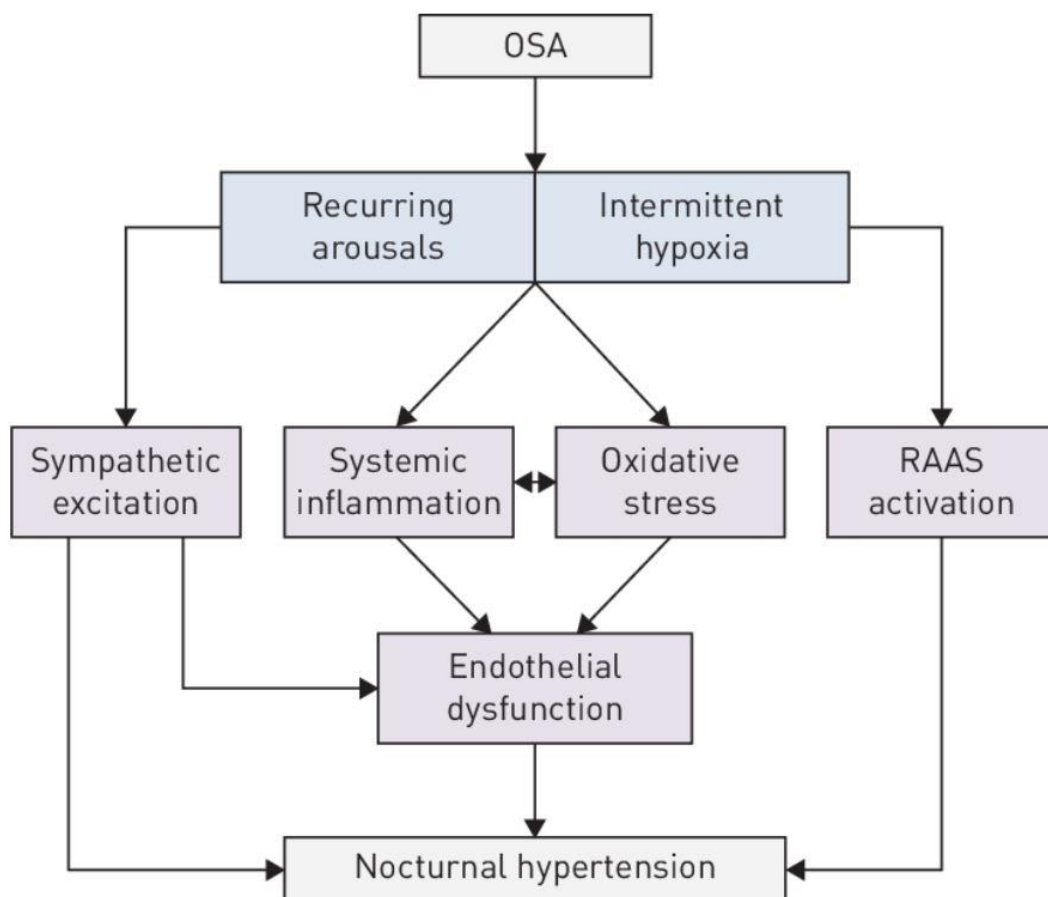 OSA
Recurring
arousals
Intermittent
hypoxia
Sympathetic
excitation
Systemic
inflammation
Oxidative
stress
RAAS
activation
Endothelial
dysfunction
Nocturnal hypertension